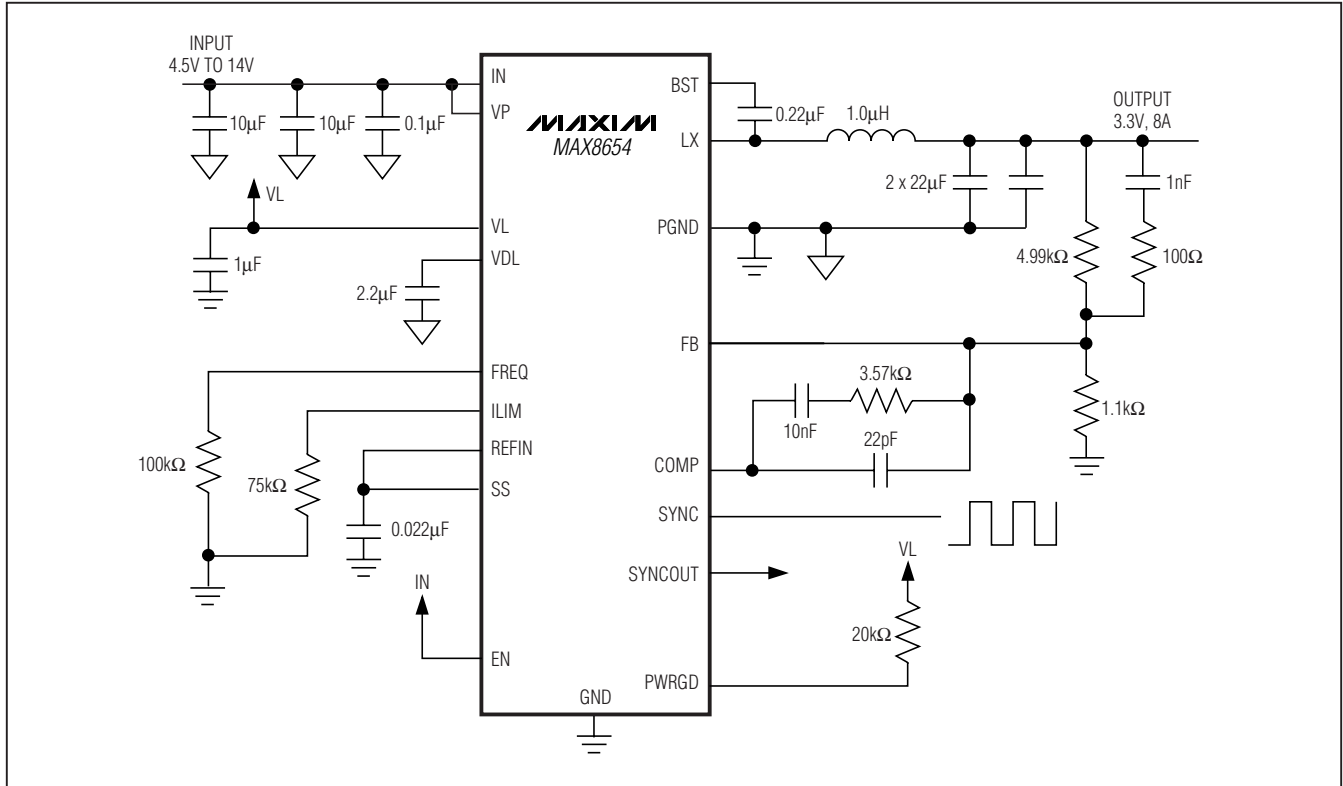 INPUT
4.5V TO 14V
10µF
10µF
0.1µF
VL
1µF
2.2µF
100kΩ
75kΩ
0.022µF
IN
IN
VP
VL
VDL
FREQ
ILIM
REFIN
SS
EN
MAXIM
MAX8654
GND
BST
LX
PGND
FB
COMP
SYNC
SYNCOUT
PWRGD
0.22µF
1.0µH
OUTPUT
3.3V, 8A
2 x 22µF
1nF
4.99kΩ
100Ω
3.57kΩ
10nF
22pF
1.1kΩ
VL
20kΩ